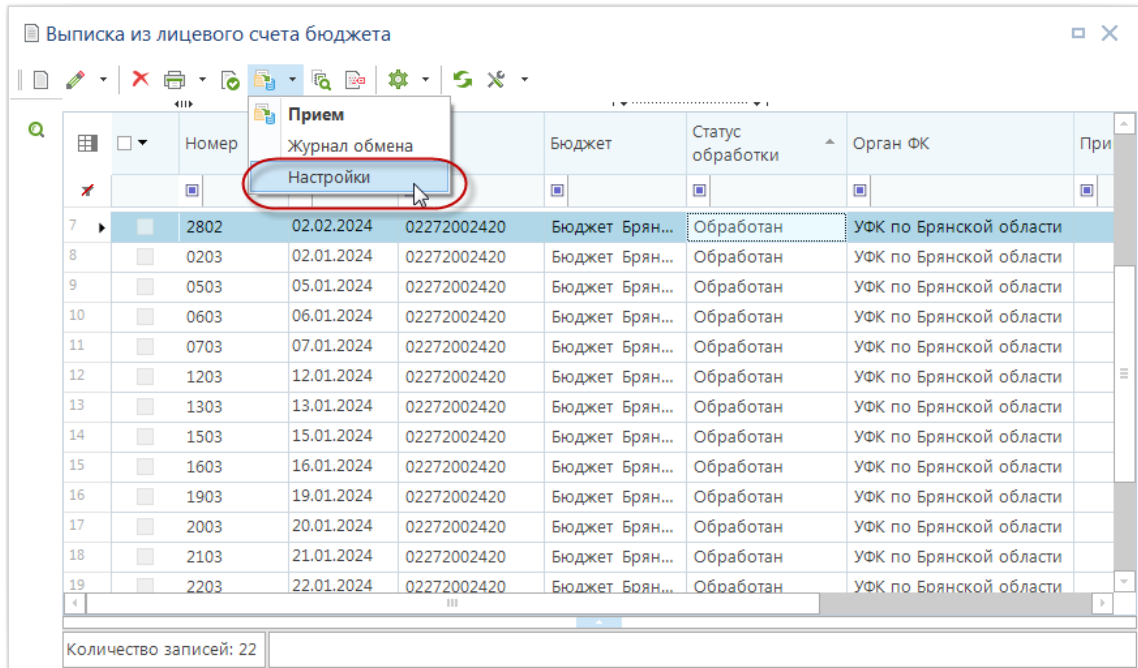 Выписка из лицевого счета бюджета
Прием
Журнал обмена
Настройки
Номер Бюджет Статус обработки Орган ФК При
7 2802 02.02.2024 02272002420 Бюджет Брян... Обработан УФК по Брянской области
8 0203 02.01.2024 02272002420 Бюджет Брян... Обработан УФК по Брянской области
9 0503 05.01.2024 02272002420 Бюджет Брян... Обработан УФК по Брянской области
10 0603 06.01.2024 02272002420 Бюджет Брян... Обработан УФК по Брянской области
11 0703 07.01.2024 02272002420 Бюджет Брян... Обработан УФК по Брянской области
12 1203 12.01.2024 02272002420 Бюджет Брян... Обработан УФК по Брянской области
13 1303 13.01.2024 02272002420 Бюджет Брян... Обработан УФК по Брянской области
14 1503 15.01.2024 02272002420 Бюджет Брян... Обработан УФК по Брянской области
15 1603 16.01.2024 02272002420 Бюджет Брян... Обработан УФК по Брянской области
16 1903 19.01.2024 02272002420 Бюджет Брян... Обработан УФК по Брянской области
17 2003 20.01.2024 02272002420 Бюджет Брян... Обработан УФК по Брянской области
18 2103 21.01.2024 02272002420 Бюджет Брян... Обработан УФК по Брянской области
19 2203 22.01.2024 02272002420 Бюджет Брян... Обработан УФК по Брянской области
Количество записей: 22